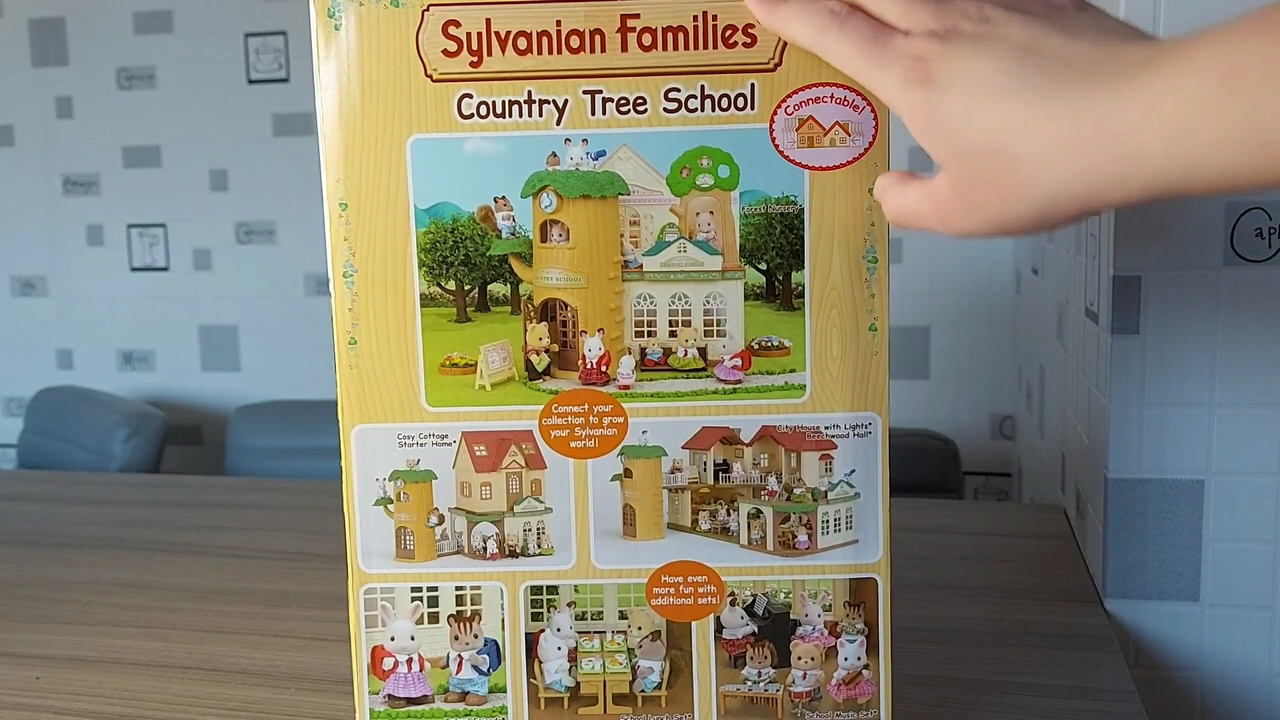 Sylvanian Families
Country Tree School
Connectable!
Forest Nursery*
COUNTRY SCHOOL
Connect your
collection to grow
your Sylvanian
world!
Cosy Cottage
Starter Home*
City House with Lights*
Beechwood Hall*
Have even
more fun with
additional sets!
School Lunch Set*
School Music Set*